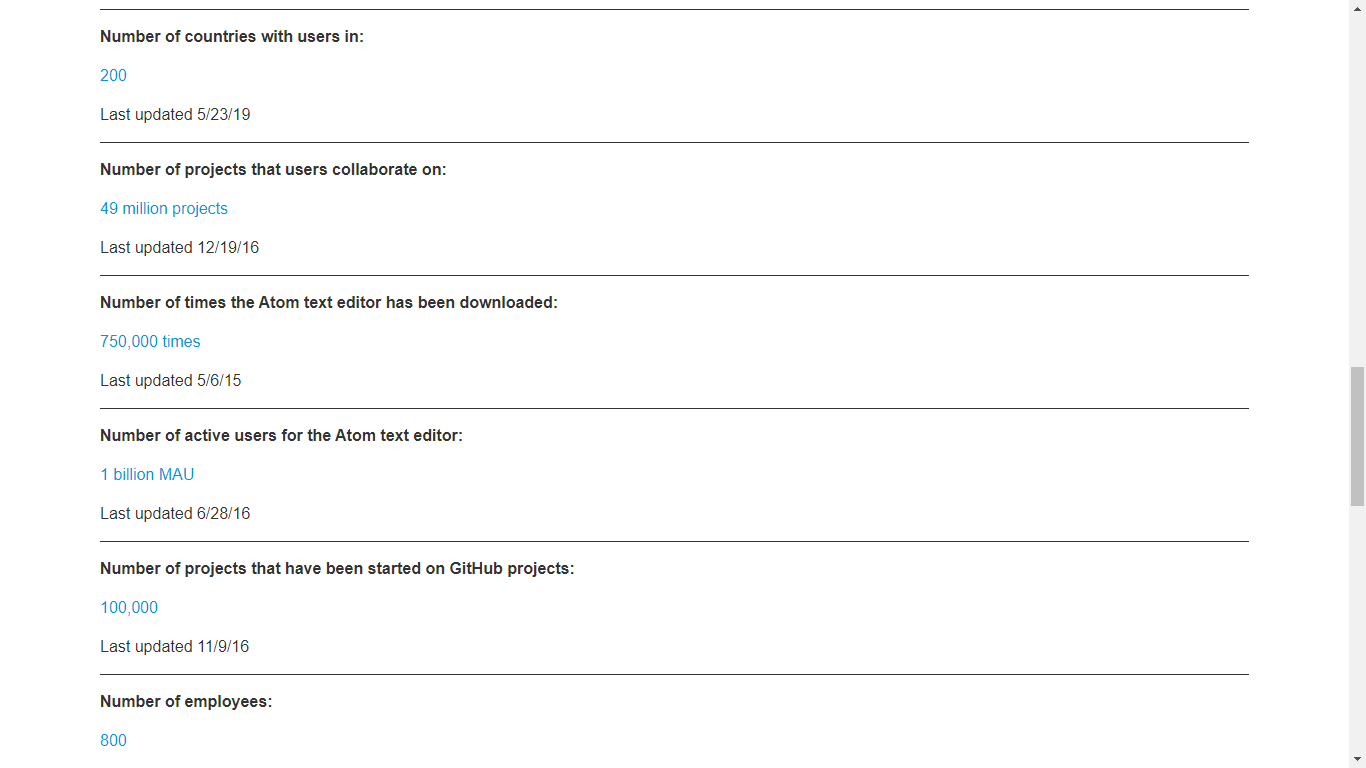 Number of countries with users in:
200
Last updated 5/23/19
Number of projects that users collaborate on:
49 million projects
Last updated 12/19/16
Number of times the Atom text editor has been downloaded:
750,000 times
Last updated 5/6/15
Number of active users for the Atom text editor:
1 billion MAU
Last updated 6/28/16
Number of projects that have been started on GitHub projects:
100,000
Last updated 11/9/16
Number of employees:
800